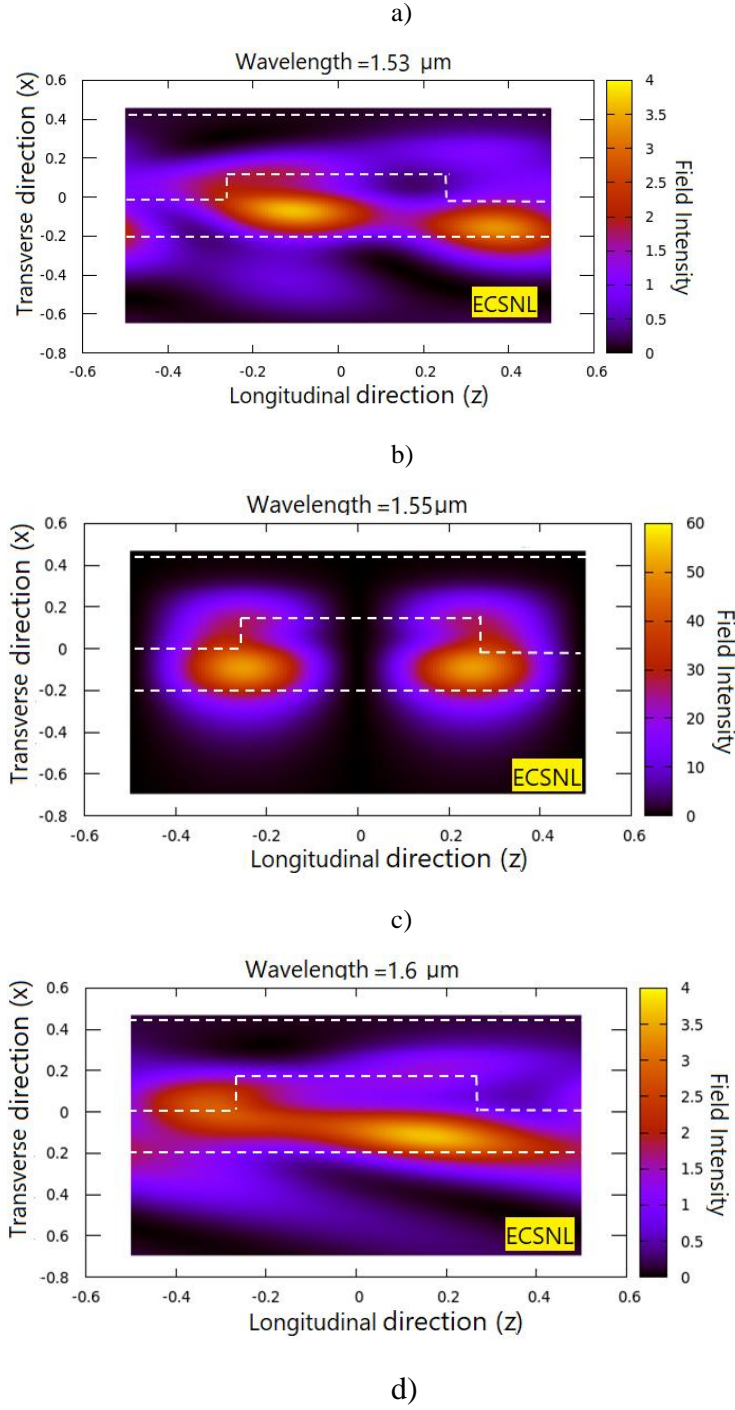 a)
Wavelength =1.53 µm
Transverse direction (x)
0.6
0.4
0.2
0
-0.2
-0.4
-0.6
-0.8
-0.6 -0.4 -0.2 0 0.2 0.4 0.6
Longitudinal direction (z)
ECSNL
4
3.5
3
2.5
2
1.5
1
0.5
0
Field Intensity
b)
Wavelength =1.55µm
Transverse direction (x)
0.6
0.4
0.2
0
-0.2
-0.4
-0.6
-0.8
-0.6 -0.4 -0.2 0 0.2 0.4 0.6
Longitudinal direction (z)
ECSNL
60
50
40
30
20
10
0
Field Intensity
c)
Wavelength =1.6 µm
Transverse direction (x)
0.6
0.4
0.2
0
0.2
-0.4
-0.6
-0.8
-0.6 -0.4 -0.2 0 0.2 0.4 0.6
Longitudinal direction (z)
ECSNL
4
3.5
3
2.5
2
1.5
1
0.5
0
Field Intensity
d)